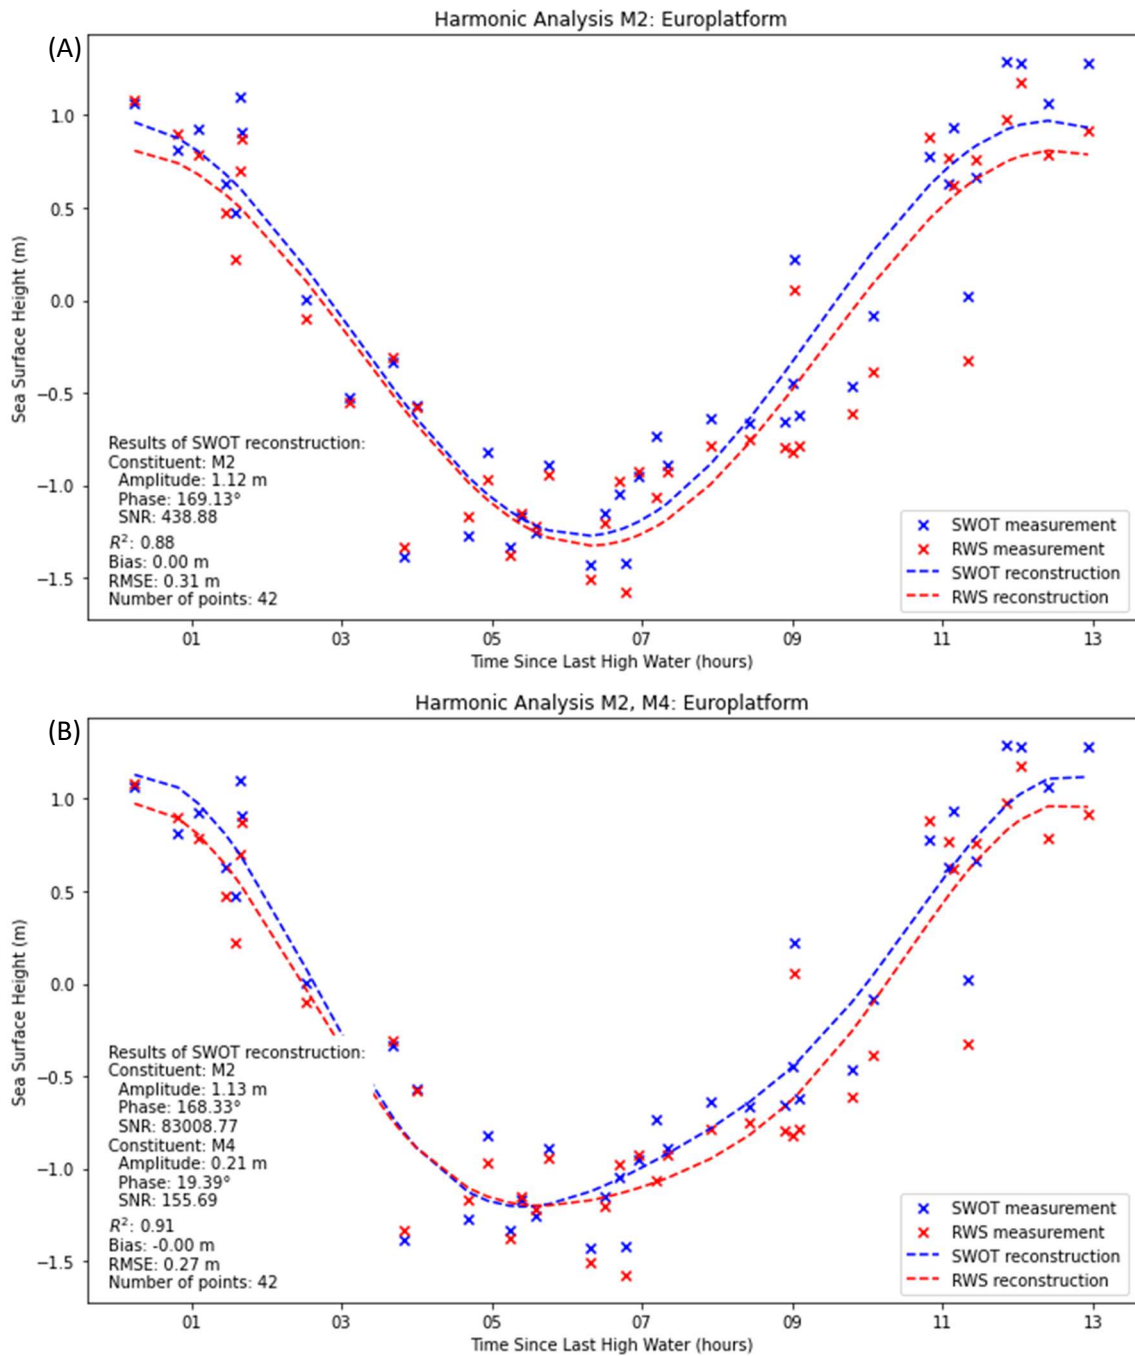 Harmonic Analysis M2: Europlatform
(A)
1.0
0.5
0.0
−0.5
−1.0
−1.5
Sea Surface Height (m)
Results of SWOT reconstruction:
Constituent: M2
Amplitude: 1.12 m
Phase: 169.13°
SNR: 438.88
R²: 0.88
Bias: 0.00 m
RMSE: 0.31 m
Number of points: 42
SWOT measurement
RWS measurement
SWOT reconstruction
RWS reconstruction
01 03 05 07 09 11 13
Time Since Last High Water (hours)
Harmonic Analysis M2, M4: Europlatform
(B)
1.0
0.5
0.0
−0.5
−1.0
−1.5
Sea Surface Height (m)
Results of SWOT reconstruction:
Constituent: M2
Amplitude: 1.13 m
Phase: 168.33°
SNR: 83008.77
Constituent: M4
Amplitude: 0.21 m
Phase: 19.39°
SNR: 155.69
R²: 0.91
Bias: -0.00 m
RMSE: 0.27 m
Number of points: 42
SWOT measurement
RWS measurement
SWOT reconstruction
RWS reconstruction
01 03 05 07 09 11 13
Time Since Last High Water (hours)